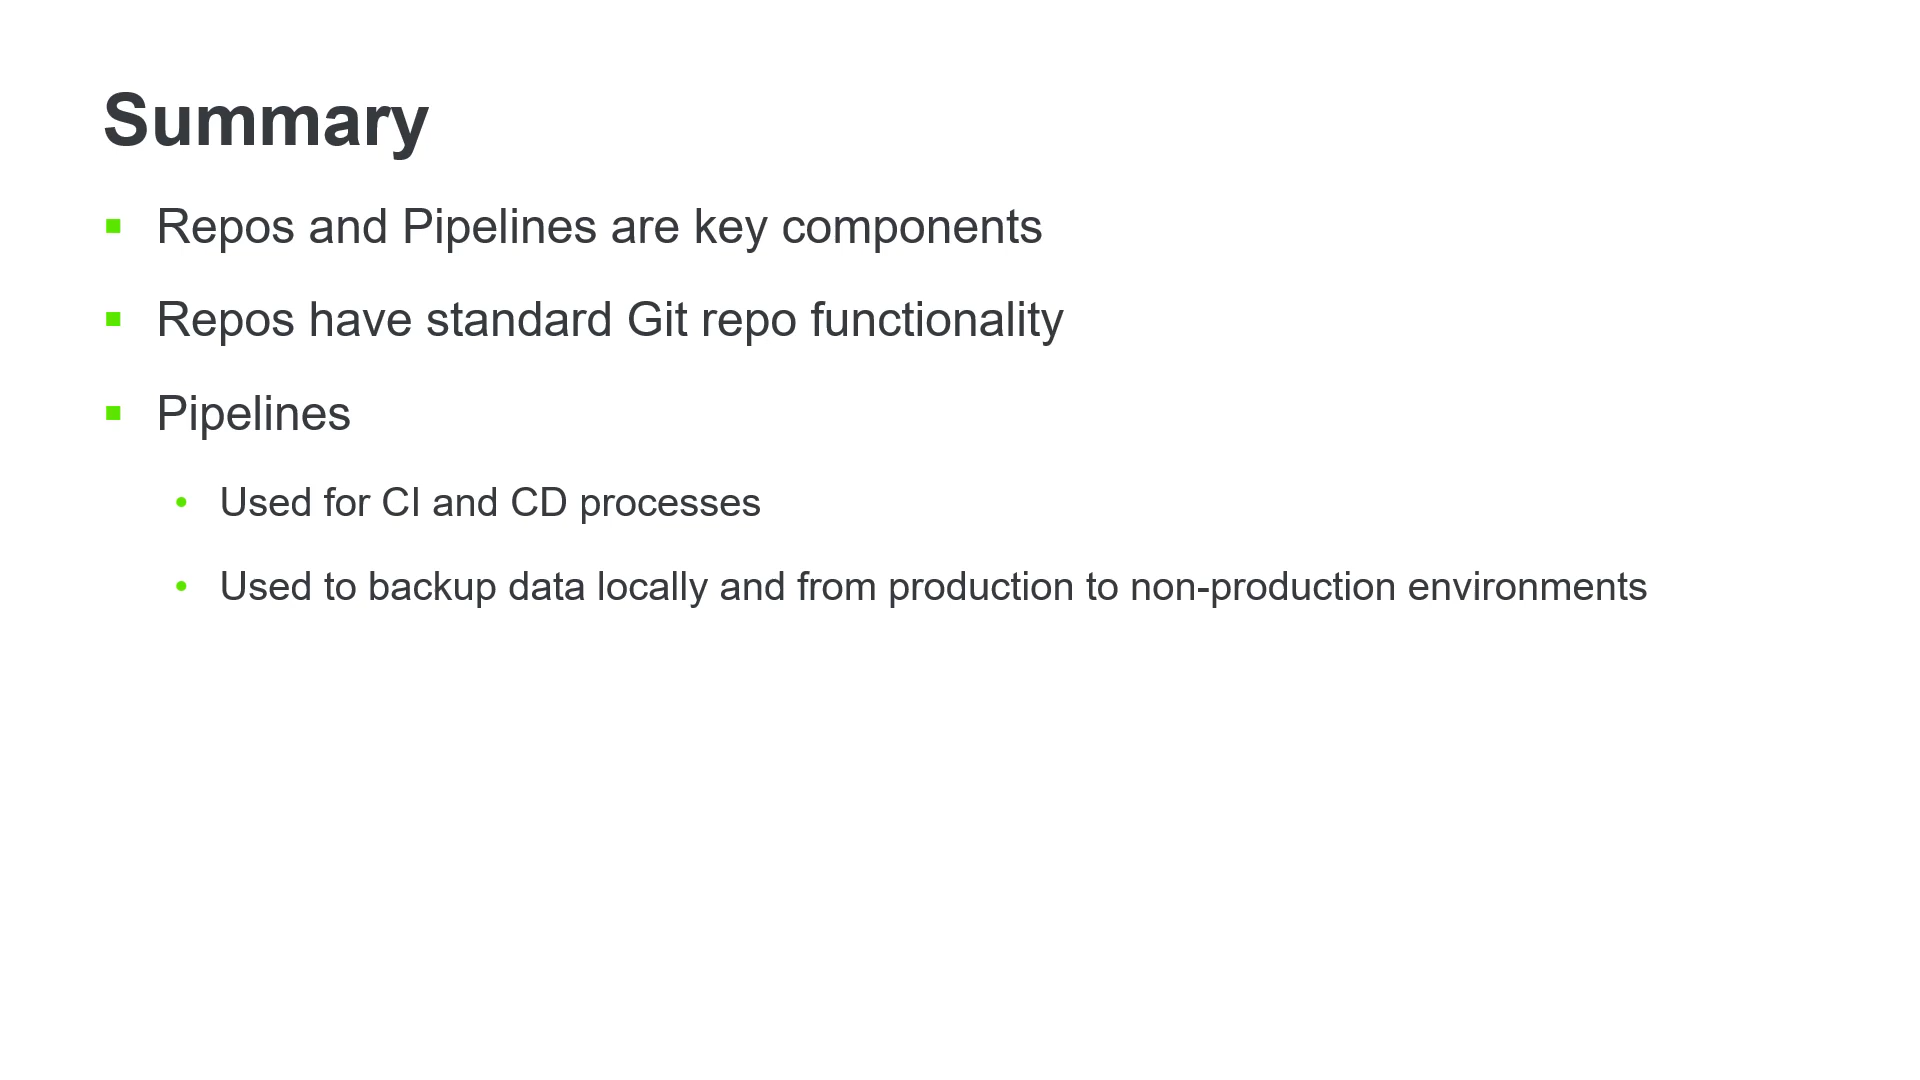 Summary
Repos and Pipelines are key components
Repos have standard Git repo functionality
Pipelines
Used for CI and CD processes
Used to backup data locally and from production to non-production environments